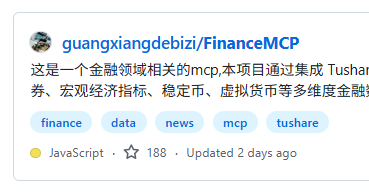 guangxiangdebizi/FinanceMCP
这是一个金融领域相关的mcp,本项目通过集成 Tushar
券、宏观经济指标、稳定币、虚拟货币等多维度金融数
finance data news mcp tushare
JavaScript · 188 · Updated 2 days ago